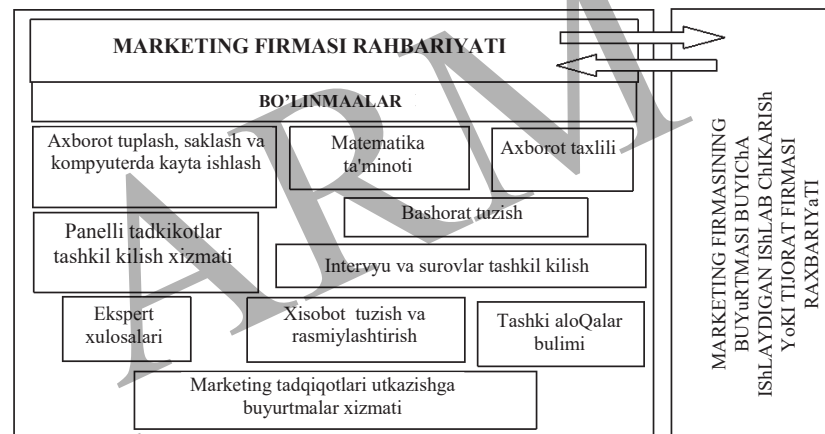 MARKETING FIRMASI RAHBARIYATI
BO’LINMAALAR
Axborot tuplash, saklash va
kompyuterda kayta ishlash
Matematika
ta'minoti
Axborot taxlili
Bashorat tuzish
Panelli tadkikotlar
tashkil kilish xizmati
Intervyu va surovlar tashkil kilish
Ekspert
xulosalari
Xisobot tuzish va
rasmiylashtirish
Tashki aloQalar
bulimi
Marketing tadqiqotlari utkazishga
buyurtmalar xizmati
MARKETING FIRMASINING
BUYuRTMASI BUYIChA
IShLAYDIGAN IShLAB ChIKARISh
YoKI TIJORAT FIRMASI
RAXBARIYaTI
ARM